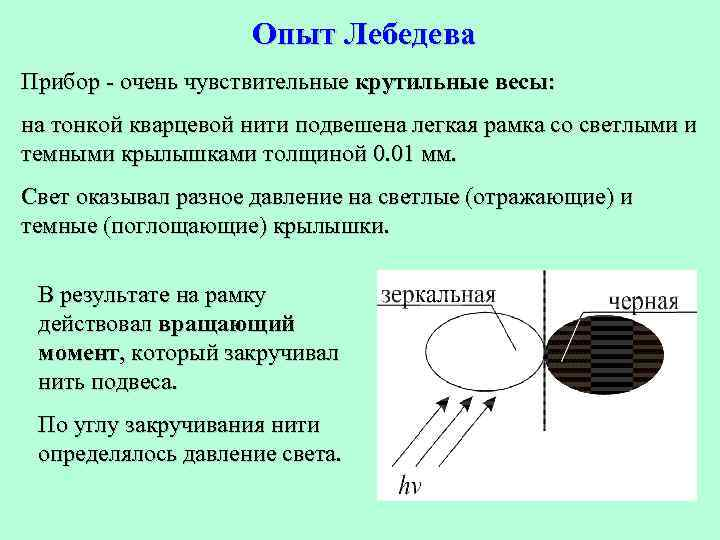 Опыт Лебедева
Прибор - очень чувствительные крутильные весы:
на тонкой кварцевой нити подвешена легкая рамка со светлыми и
темными крылышками толщиной 0. 01 мм.
Свет оказывал разное давление на светлые (отражающие) и
темные (поглощающие) крылышки.
В результате на рамку
действовал вращающий
момент, который закручивал
нить подвеса.
По углу закручивания нити
определялось давление света.
зеркальная
черная
hν